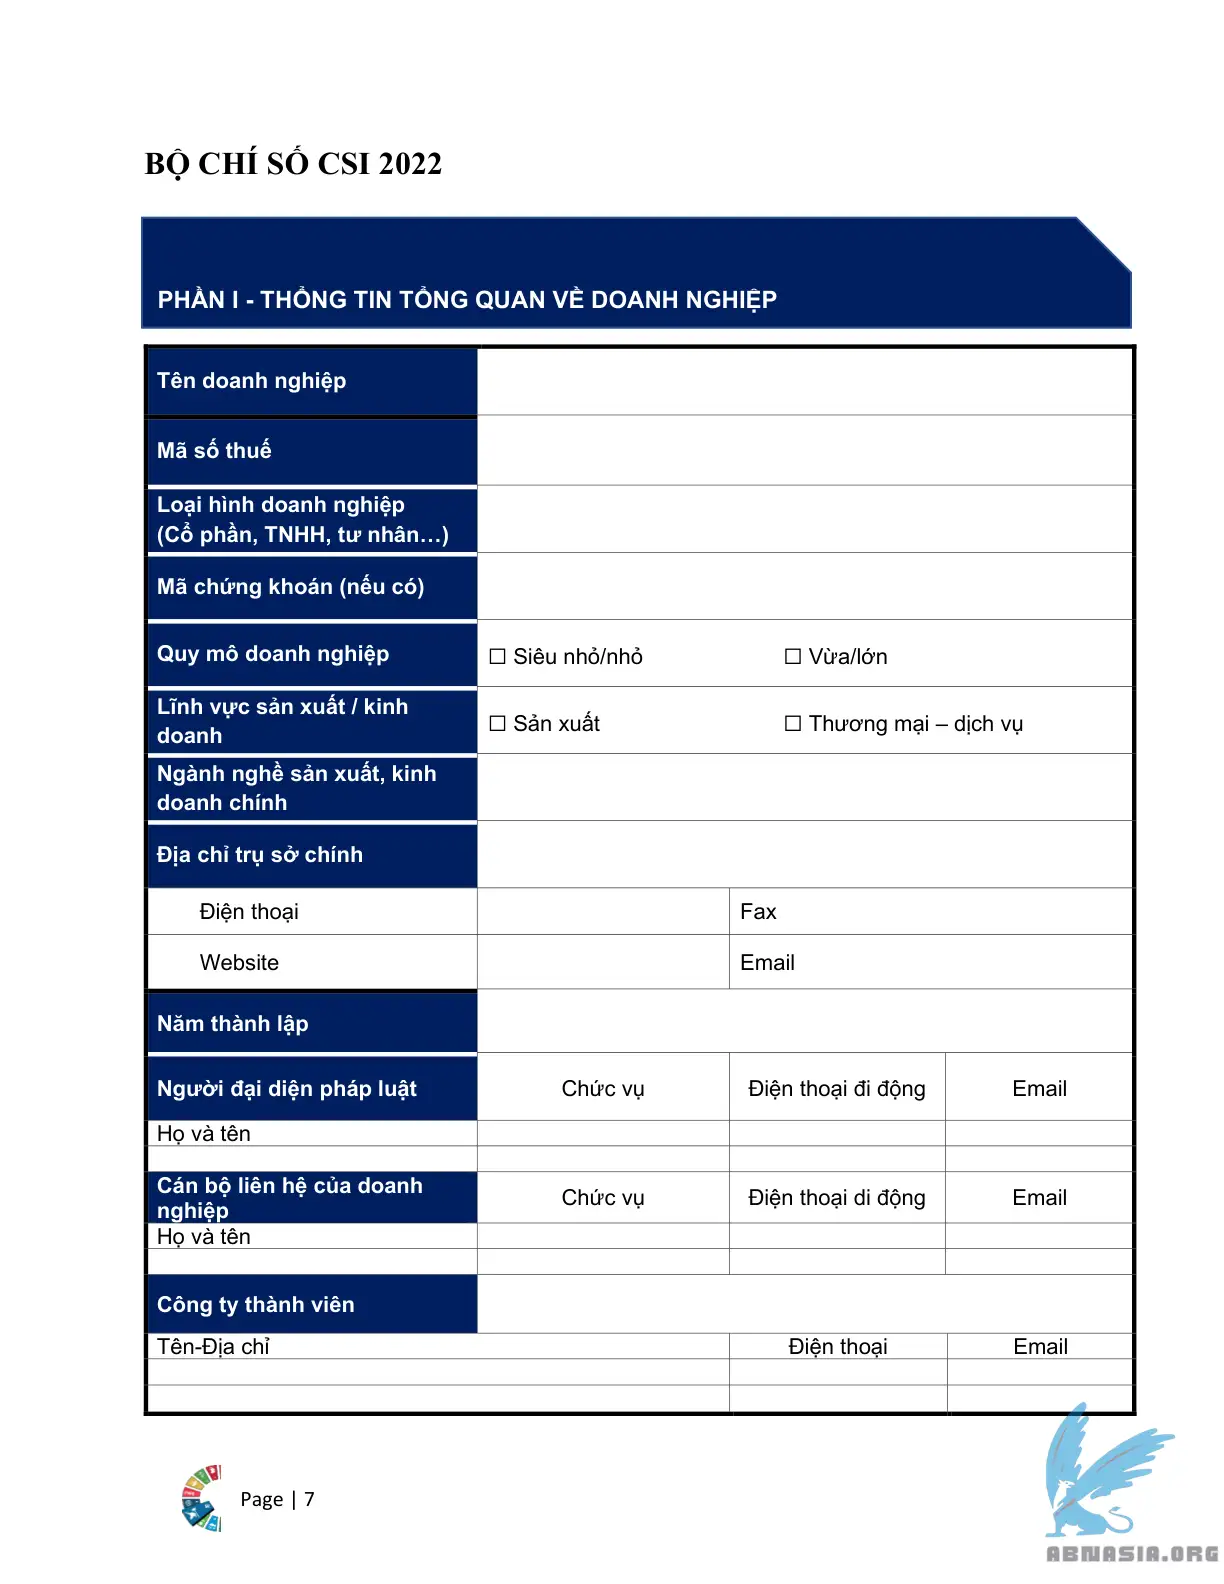 BỘ CHÍ SỐ CSI 2022
PHẦN I - THỔNG TIN TỔNG QUAN VỀ DOANH NGHIỆP
Tên doanh nghiệp
Mã số thuế
Loại hình doanh nghiệp
(Cổ phần, TNHH, tư nhân…)
Mã chứng khoán (nếu có)
Quy mô doanh nghiệp ☐ Siêu nhỏ/nhỏ ☐ Vừa/lớn
Lĩnh vực sản xuất / kinh
doanh
☐ Sản xuất ☐ Thương mại – dịch vụ
Ngành nghề sản xuất, kinh
doanh chính
Địa chỉ trụ sở chính
Điện thoại Fax
Website Email
Năm thành lập
Người đại diện pháp luật Chức vụ Điện thoại đi động Email
Họ và tên
Cán bộ liên hệ của doanh
nghiệp
Chức vụ Điện thoại di động Email
Họ và tên
Công ty thành viên
Tên-Địa chỉ Điện thoại Email
Page | 7
ABNASIA.ORG